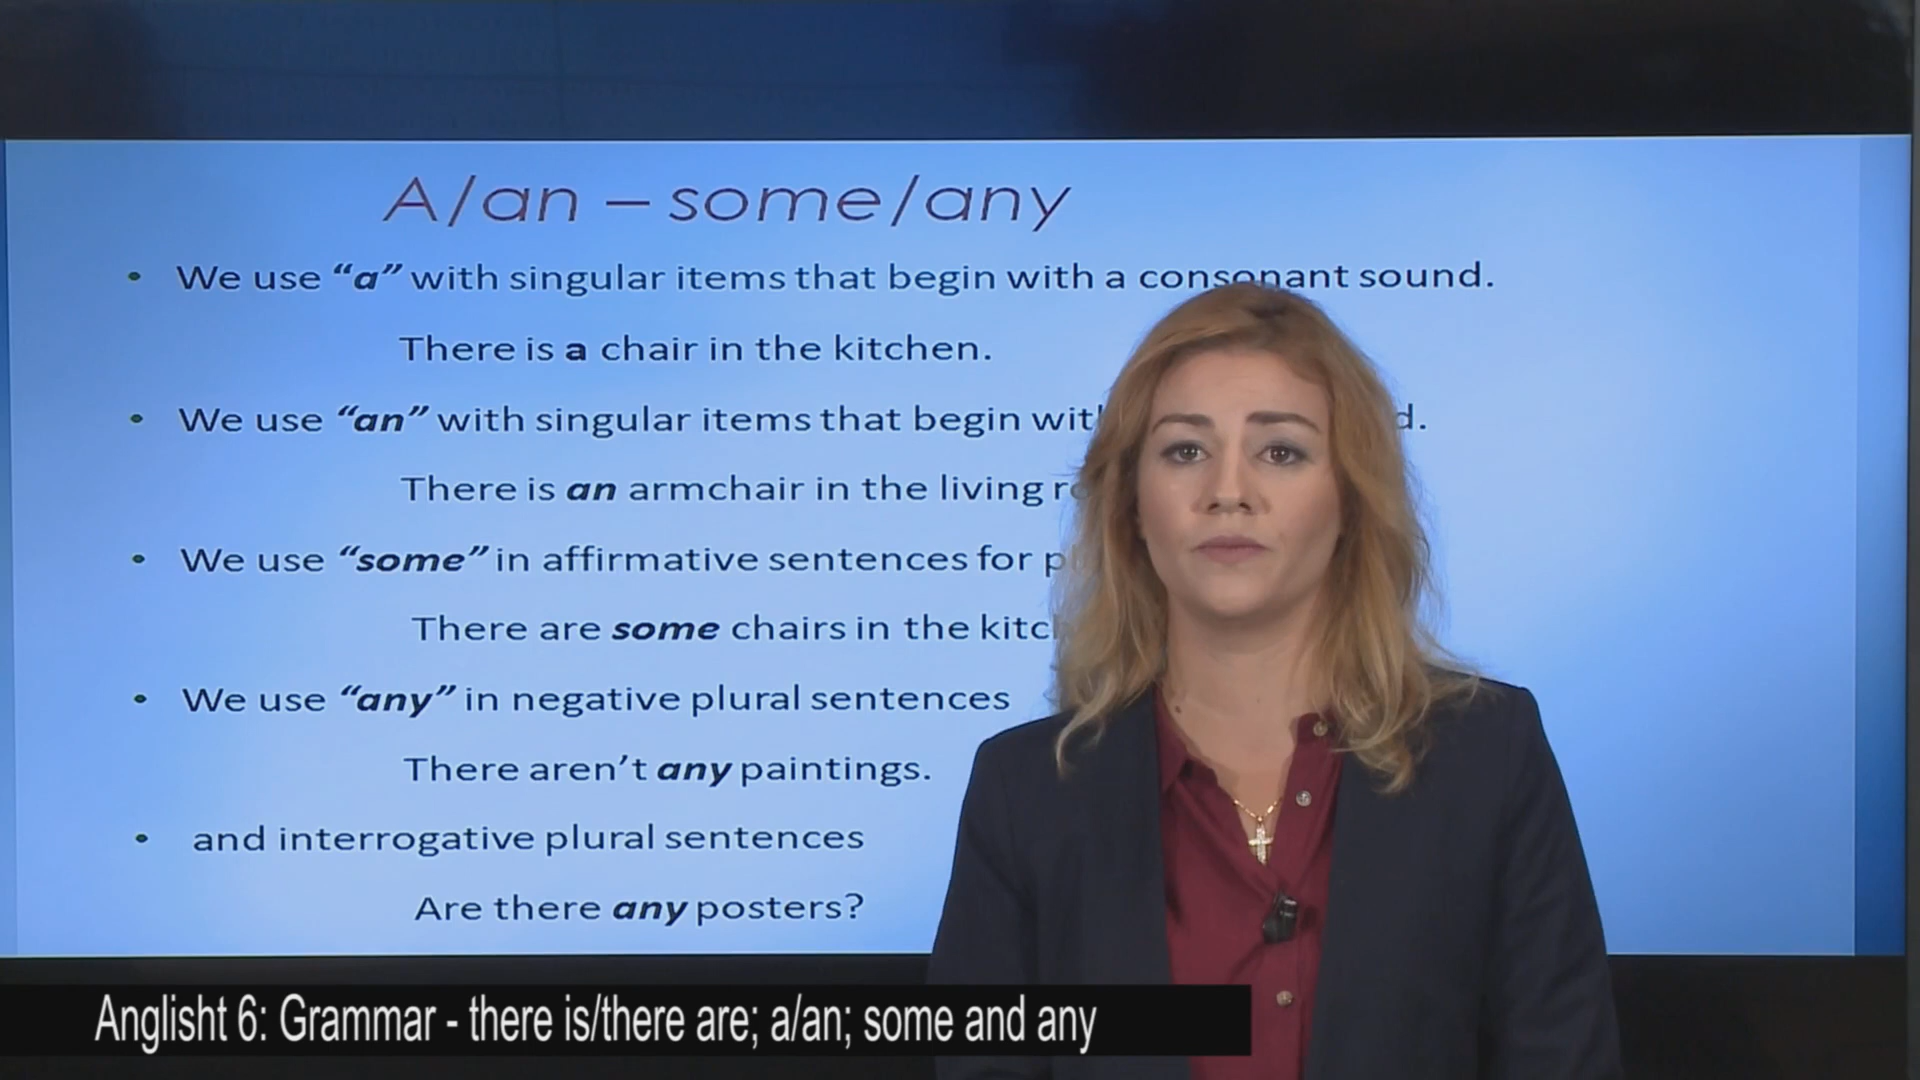 A/an – some/any
• We use “a” with singular items that begin with a consonant sound.
There is a chair in the kitchen.
• We use “an” with singular items that begin
There is an armchair in the living
• We use “some” in affirmative sentences for
There are some chairs in the
• We use “any” in negative plural sentences
There aren’t any paintings.
• and interrogative plural sentences
Are there any posters?
Anglisht 6: Grammar - there is/there are; a/an; some and any